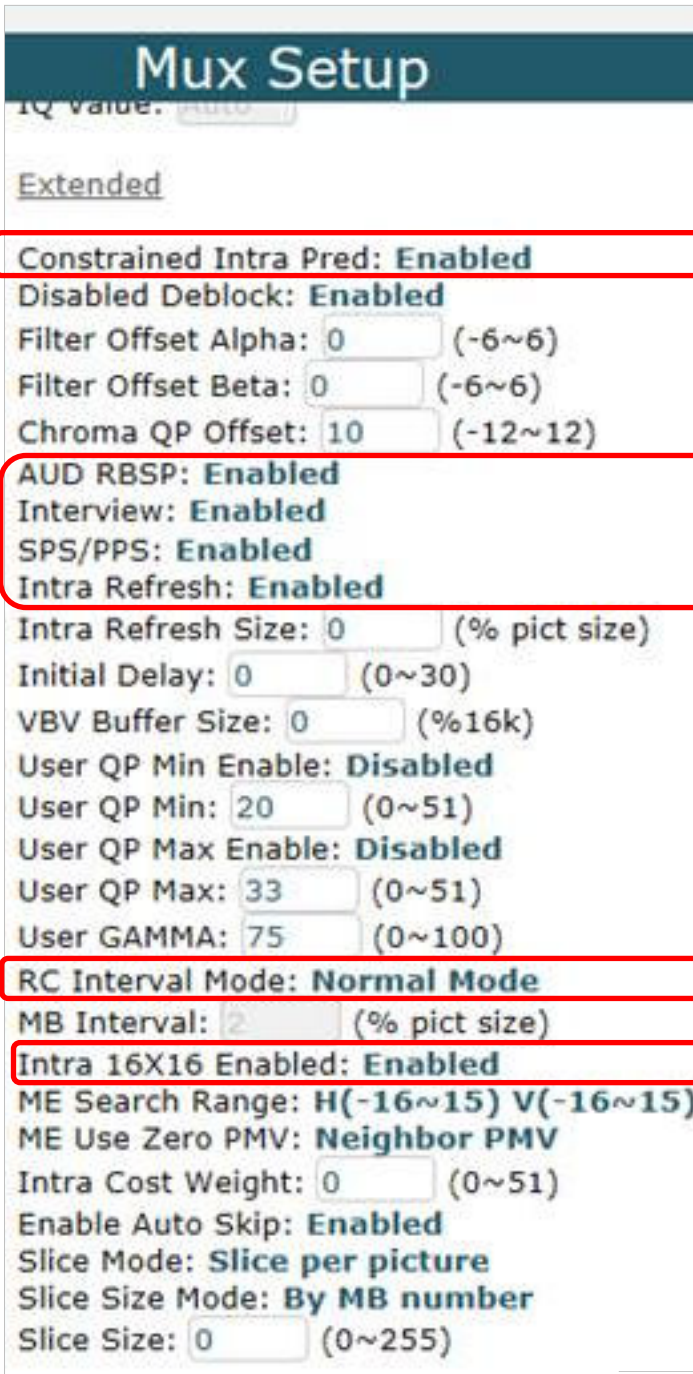 Mux Setup
IQ Value: Auto
Extended
Constrained Intra Pred: Enabled
Disabled Deblock: Enabled
Filter Offset Alpha: 0 (-6~6)
Filter Offset Beta: 0 (-6~6)
Chroma QP Offset: 10 (-12~12)
AUD RBSP: Enabled
Interview: Enabled
SPS/PPS: Enabled
Intra Refresh: Enabled
Intra Refresh Size: 0 (% pict size)
Initial Delay: 0 (0~30)
VBV Buffer Size: 0 (%16k)
User QP Min Enable: Disabled
User QP Min: 20 (0~51)
User QP Max Enable: Disabled
User QP Max: 33 (0~51)
User GAMMA: 75 (0~100)
RC Interval Mode: Normal Mode
MB Interval: 2 (% pict size)
Intra 16X16 Enabled: Enabled
ME Search Range: H(-16~15) V(-16~15)
ME Use Zero PMV: Neighbor PMV
Intra Cost Weight: 0 (0~51)
Enable Auto Skip: Enabled
Slice Mode: Slice per picture
Slice Size Mode: By MB number
Slice Size: 0 (0~255)